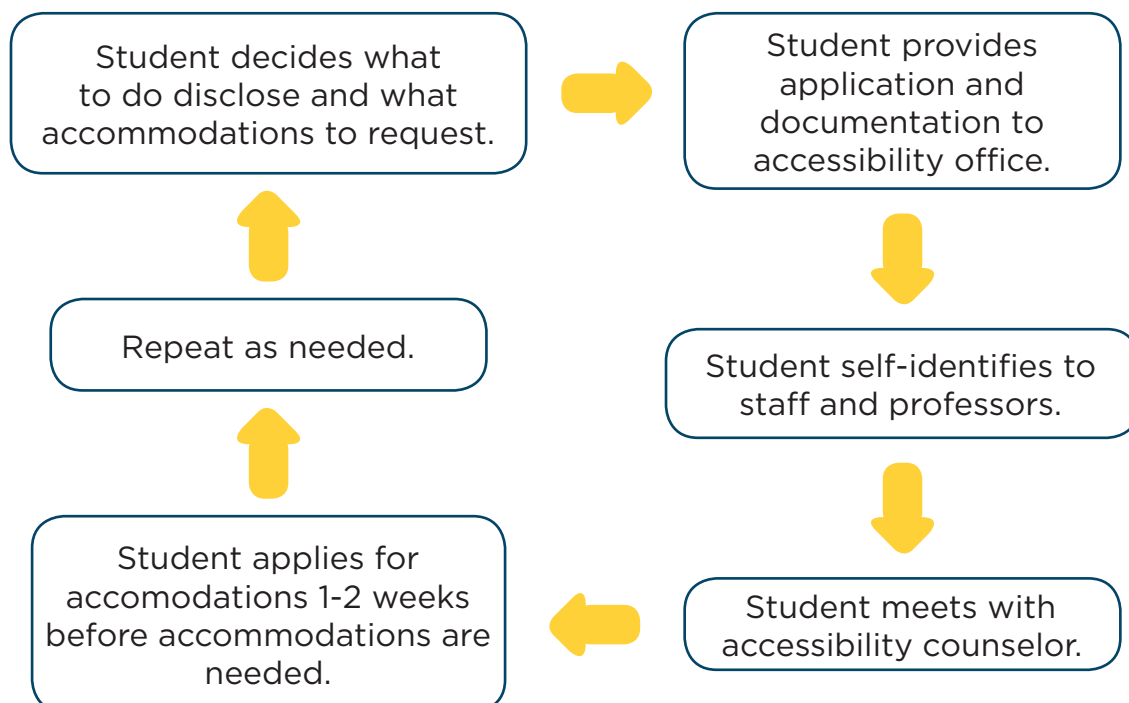 Student decides what
to do disclose and what
accommodations to request.
Student provides
application and
documentation to
accessibility office.
Student self-identifies to
staff and professors.
Student meets with
accessibility counselor.
Student applies for
accomodations 1-2 weeks
before accommodations are
needed.
Repeat as needed.